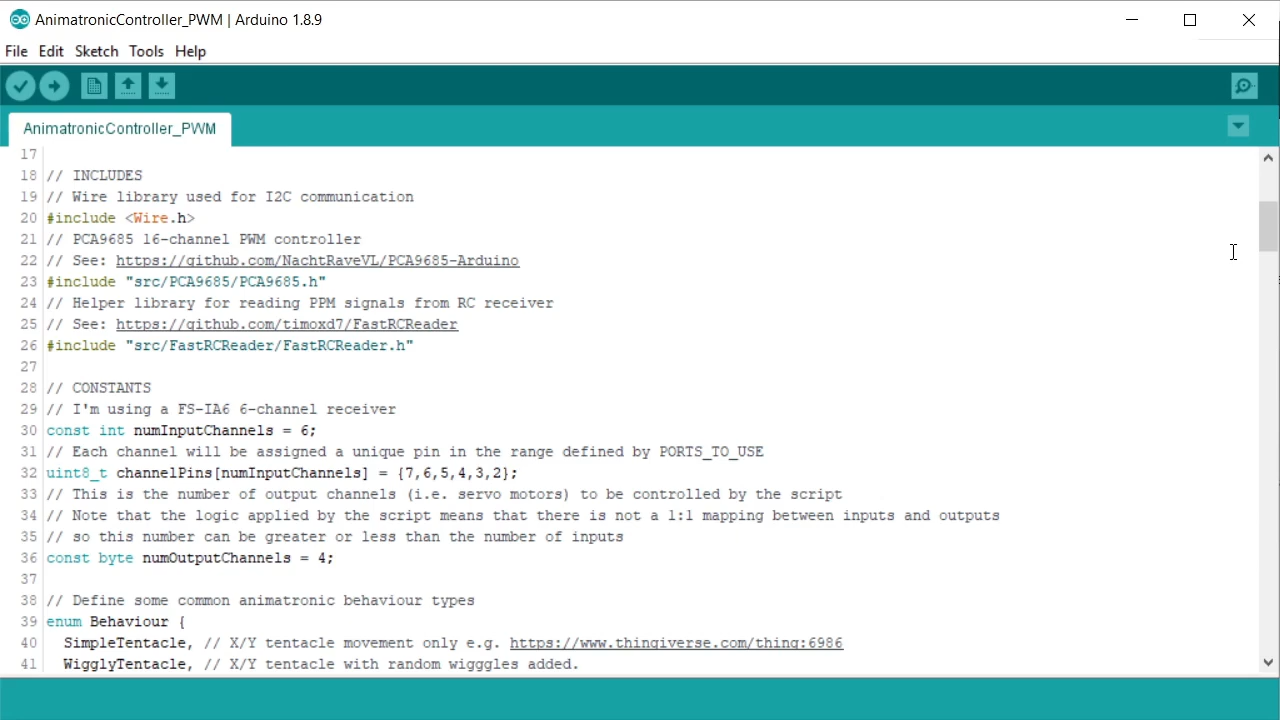 AnimatronicController_PWM | Arduino 1.8.9
File Edit Sketch Tools Help
AnimatronicController_PWM
17
18 // INCLUDES
19 // Wire library used for I2C communication
20 #include <Wire.h>
21 // PCA9685 16-channel PWM controller
22 // See: https://github.com/NachtRaveVL/PCA9685-Arduino
23 #include "src/PCA9685/PCA9685.h"
24 // Helper library for reading PPM signals from RC receiver
25 // See: https://github.com/timoxd7/FastRCReader
26 #include "src/FastRCReader/FastRCReader.h"
27
28 // CONSTANTS
29 // I'm using a FS-IA6 6-channel receiver
30 const int numInputChannels = 6;
31 // Each channel will be assigned a unique pin in the range defined by PORTS_TO_USE
32 uint8_t channelPins[numInputChannels] = {7,6,5,4,3,2};
33 // This is the number of output channels (i.e. servo motors) to be controlled by the script
34 // Note that the logic applied by the script means that there is not a 1:1 mapping between inputs and outputs
35 // so this number can be greater or less than the number of inputs
36 const byte numOutputChannels = 4;
37
38 // Define some common animatronic behaviour types
39 enum Behaviour {
40 SimpleTentacle, // X/Y tentacle movement only e.g. https://www.thingiverse.com/thing:6986
41 WigglyTentacle, // X/Y tentacle with random wigggles added.